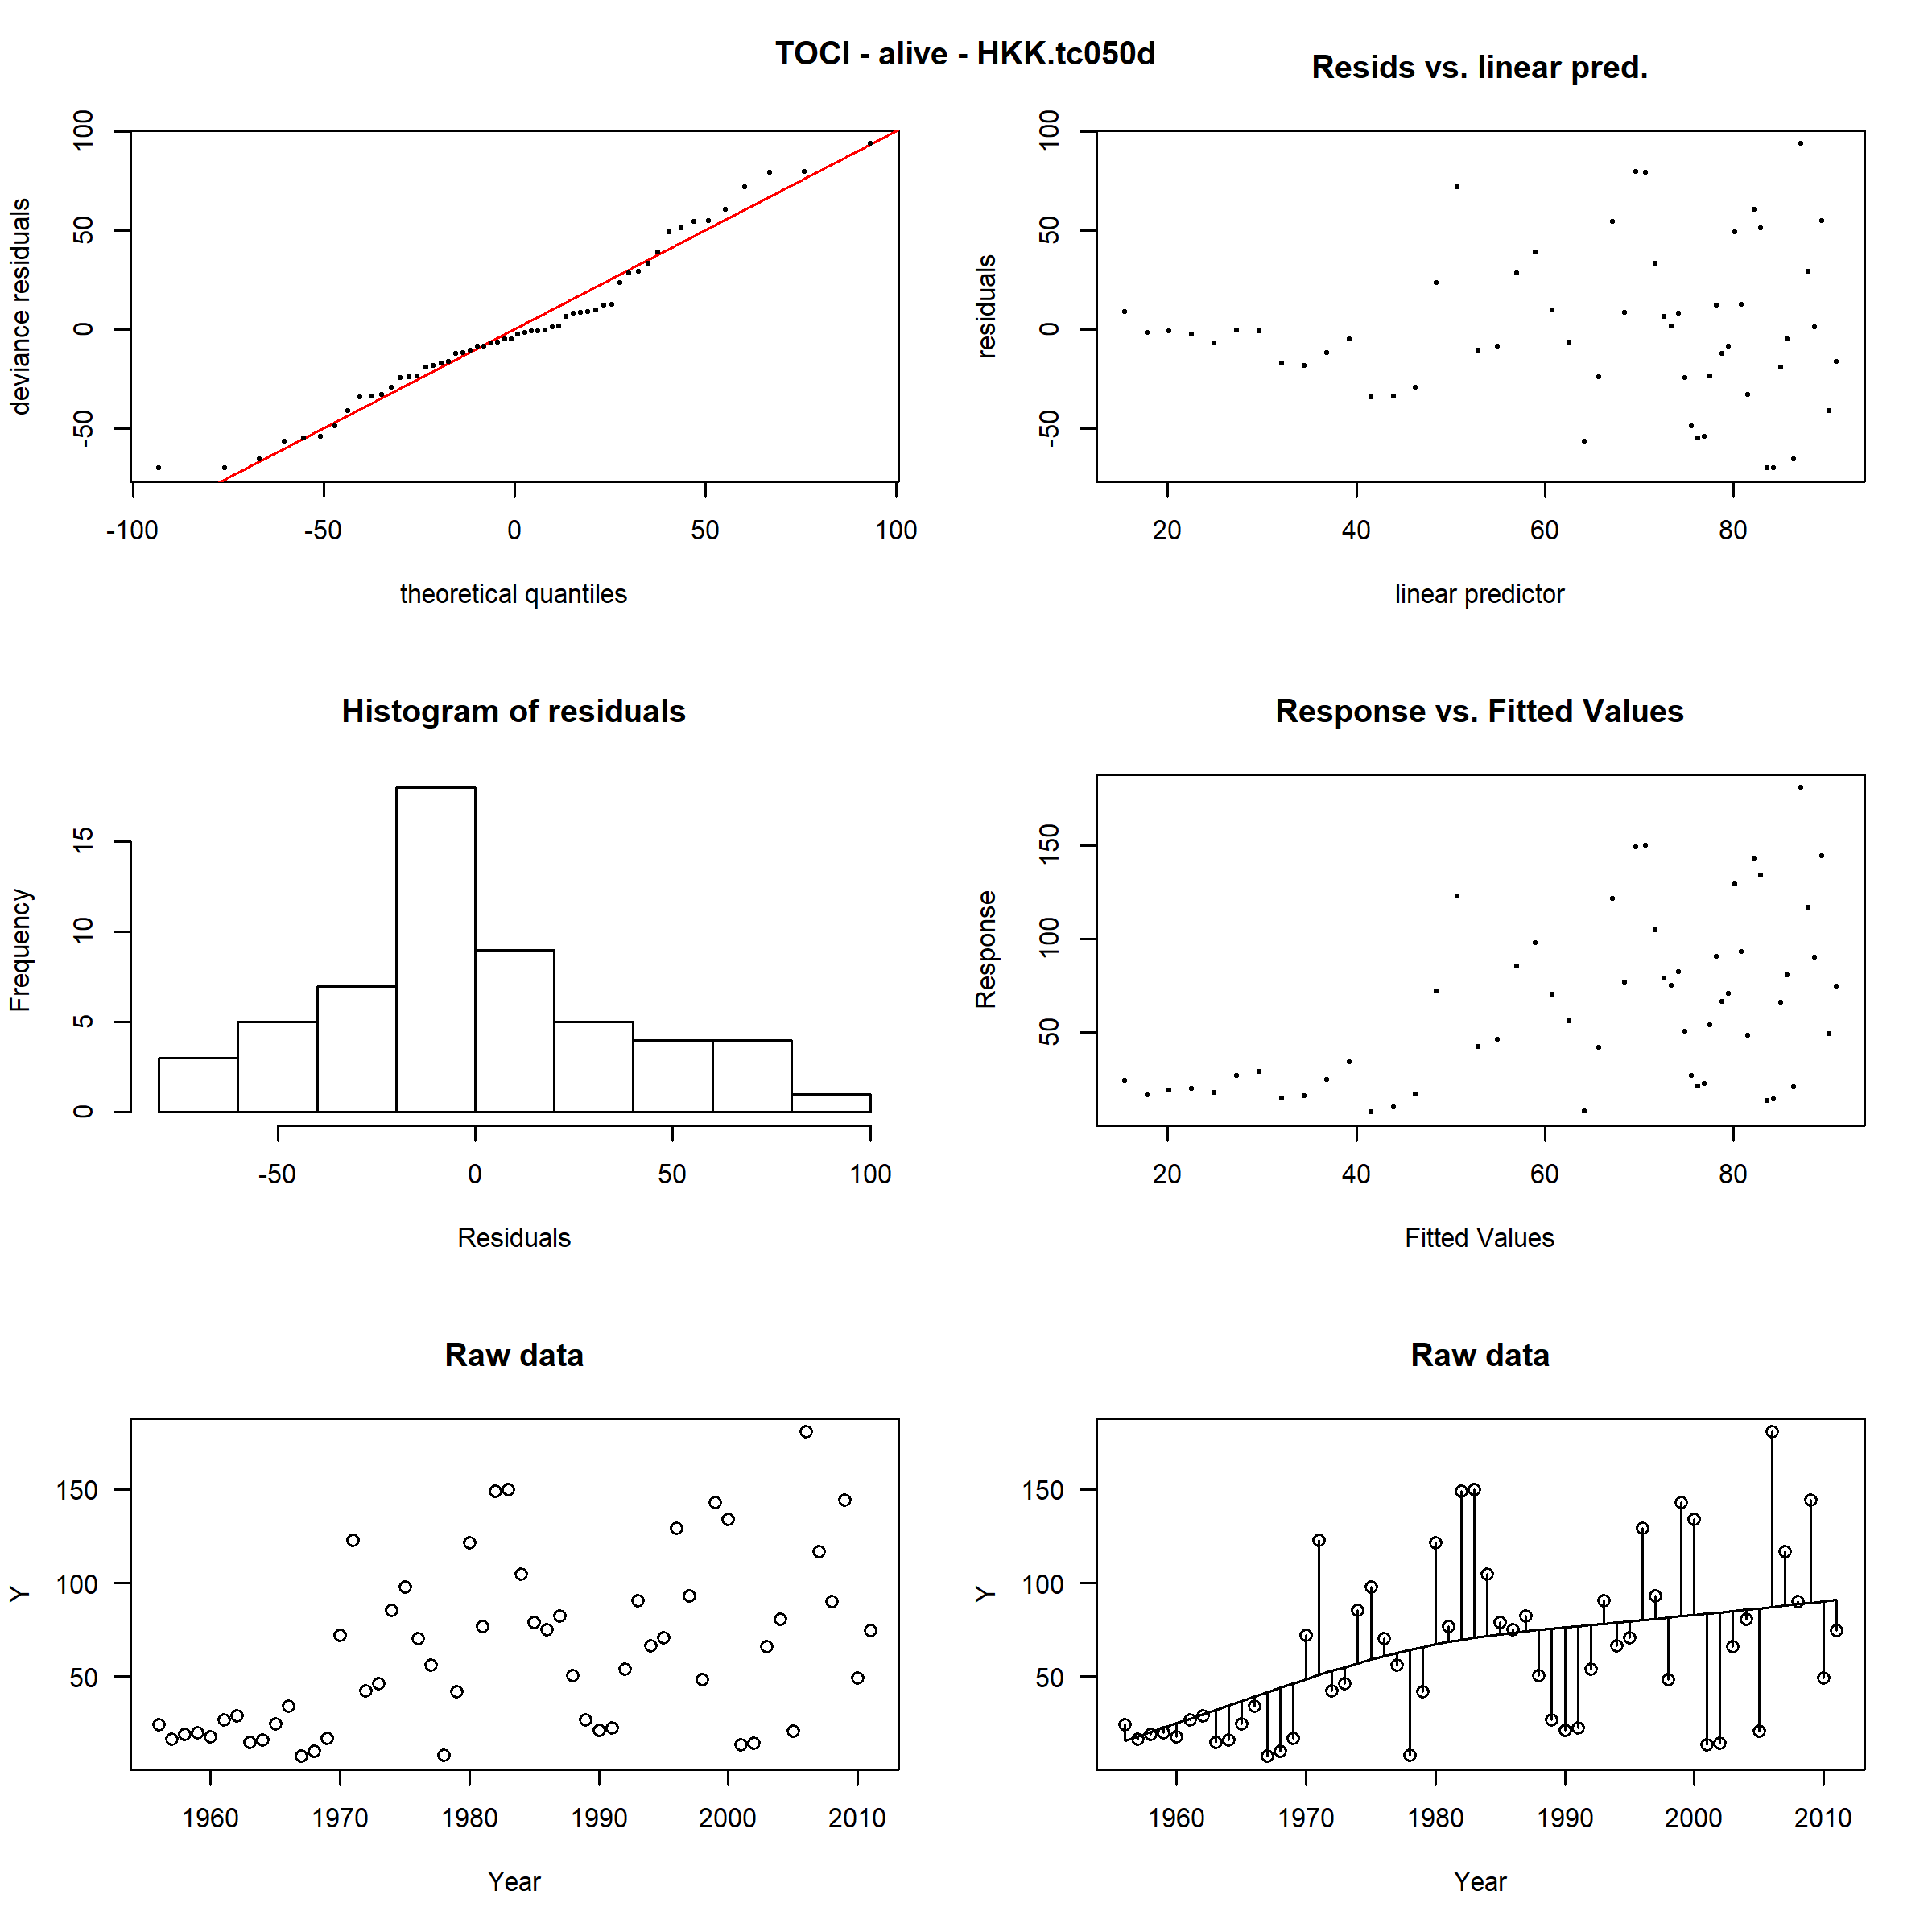 TOCI - alive - HKK.tc050d
Resids vs. linear pred.
deviance residuals
-50 0 50 100
-100 -50 0 50 100
theoretical quantiles
residuals
-50 0 50 100
20 40 60 80
linear predictor
Histogram of residuals
Frequency
0 5 10 15
-50 0 50 100
Residuals
Response vs. Fitted Values
Response
50 100 150
20 40 60 80
Fitted Values
Raw data
Y
50 100 150
1960 1970 1980 1990 2000 2010
Year
Raw data
Y
50 100 150
1960 1970 1980 1990 2000 2010
Year